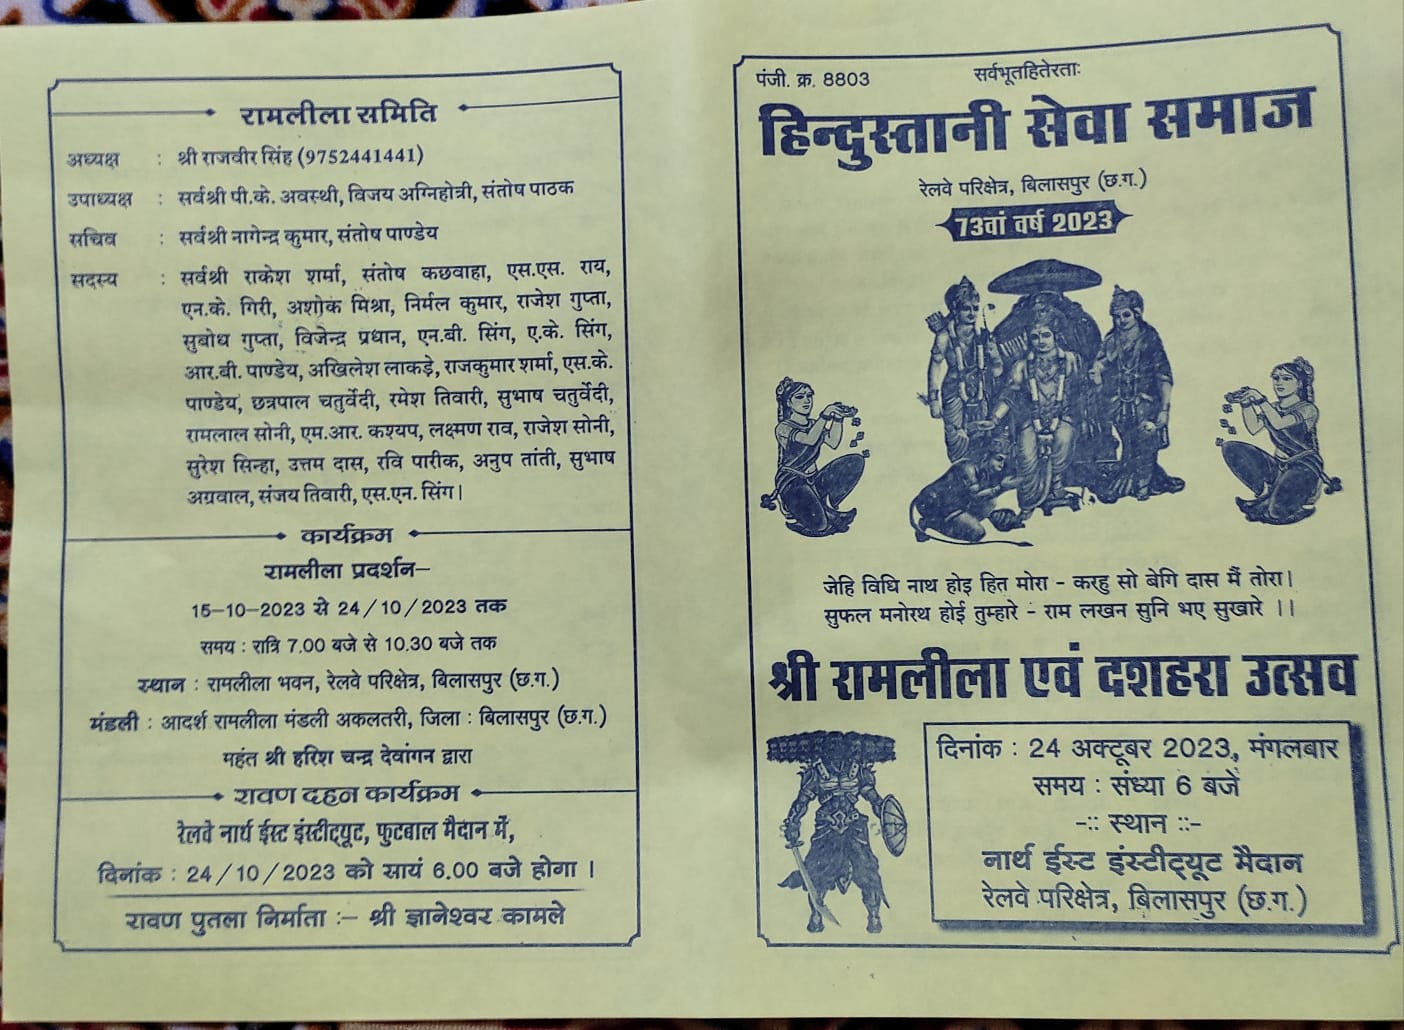 रामलीला समिति
अध्यक्ष : श्री राजवीर सिंह (9752441441)
उपाध्यक्ष : सर्वश्री पी.के. अवस्थी, विजय अग्निहोत्री, संतोष पाठक
सचिव : सर्वश्री नागेन्द्र कुमार, संतोष पाण्डेय
सदस्य : सर्वश्री राकेश शर्मा, संतोष कछवाहा, एस.एस. राय,
एन.के. गिरी, अशोक मिश्रा, निर्मल कुमार, राजेश गुप्ता,
सुबोध गुप्ता, विजेन्द्र प्रधान, एन.बी. सिंग, ए.के. सिंग,
आर.बी. पाण्डेय, अखिलेश लाकड़े, राजकुमार शर्मा, एस.के.
पाण्डेय, छत्रपाल चतुर्वेदी, रमेश तिवारी, सुभाष चतुर्वेदी,
रामलाल सोनी, एम.आर. कश्यप, लक्ष्मण राव, राजेश सोनी,
सुरेश सिन्हा, उत्तम दास, रवि पारीक, अनुप तांती, सुभाष
अग्रवाल, संजय तिवारी, एस.एन. सिंग।
कार्यक्रम
रामलीला प्रदर्शन–
15-10-2023 से 24/10/2023 तक
समय : रात्रि 7.00 बजे से 10.30 बजे तक
स्थान : रामलीला भवन, रेलवे परिक्षेत्र, बिलासपुर (छ.ग.)
मंडली : आदर्श रामलीला मंडली अकलतरी, जिला : बिलासपुर (छ.ग.)
महंत श्री हरिश चन्द्र देवांगन द्वारा
रावण दहन कार्यक्रम
रेलवे नार्थ ईस्ट इंस्टीट्यूट, फुटबाल मैदान में,
दिनांक : 24/10/2023 को सायं 6.00 बजे होगा ।
रावण पुतला निर्माता :– श्री ज्ञानेश्वर कामले
पंजी. क्र. 8803
सर्वभूतहितेरताः
हिन्दुस्तानी सेवा समाज
रेलवे परिक्षेत्र, बिलासपुर (छ.ग.)
73वां वर्ष 2023
जेहि विधि नाथ होइ हित मोरा - करहु सो बेगि दास मैं तोरा।
सुफल मनोरथ होई तुम्हारे - राम लखन सुनि भए सुखारे ।।
श्री रामलीला एवं दशहरा उत्सव
दिनांक : 24 अक्टूबर 2023, मंगलबार
समय : संध्या 6 बजे
-:: स्थान ::-
नार्थ ईस्ट इंस्टीट्यूट मैदान
रेलवे परिक्षेत्र, बिलासपुर (छ.ग.)